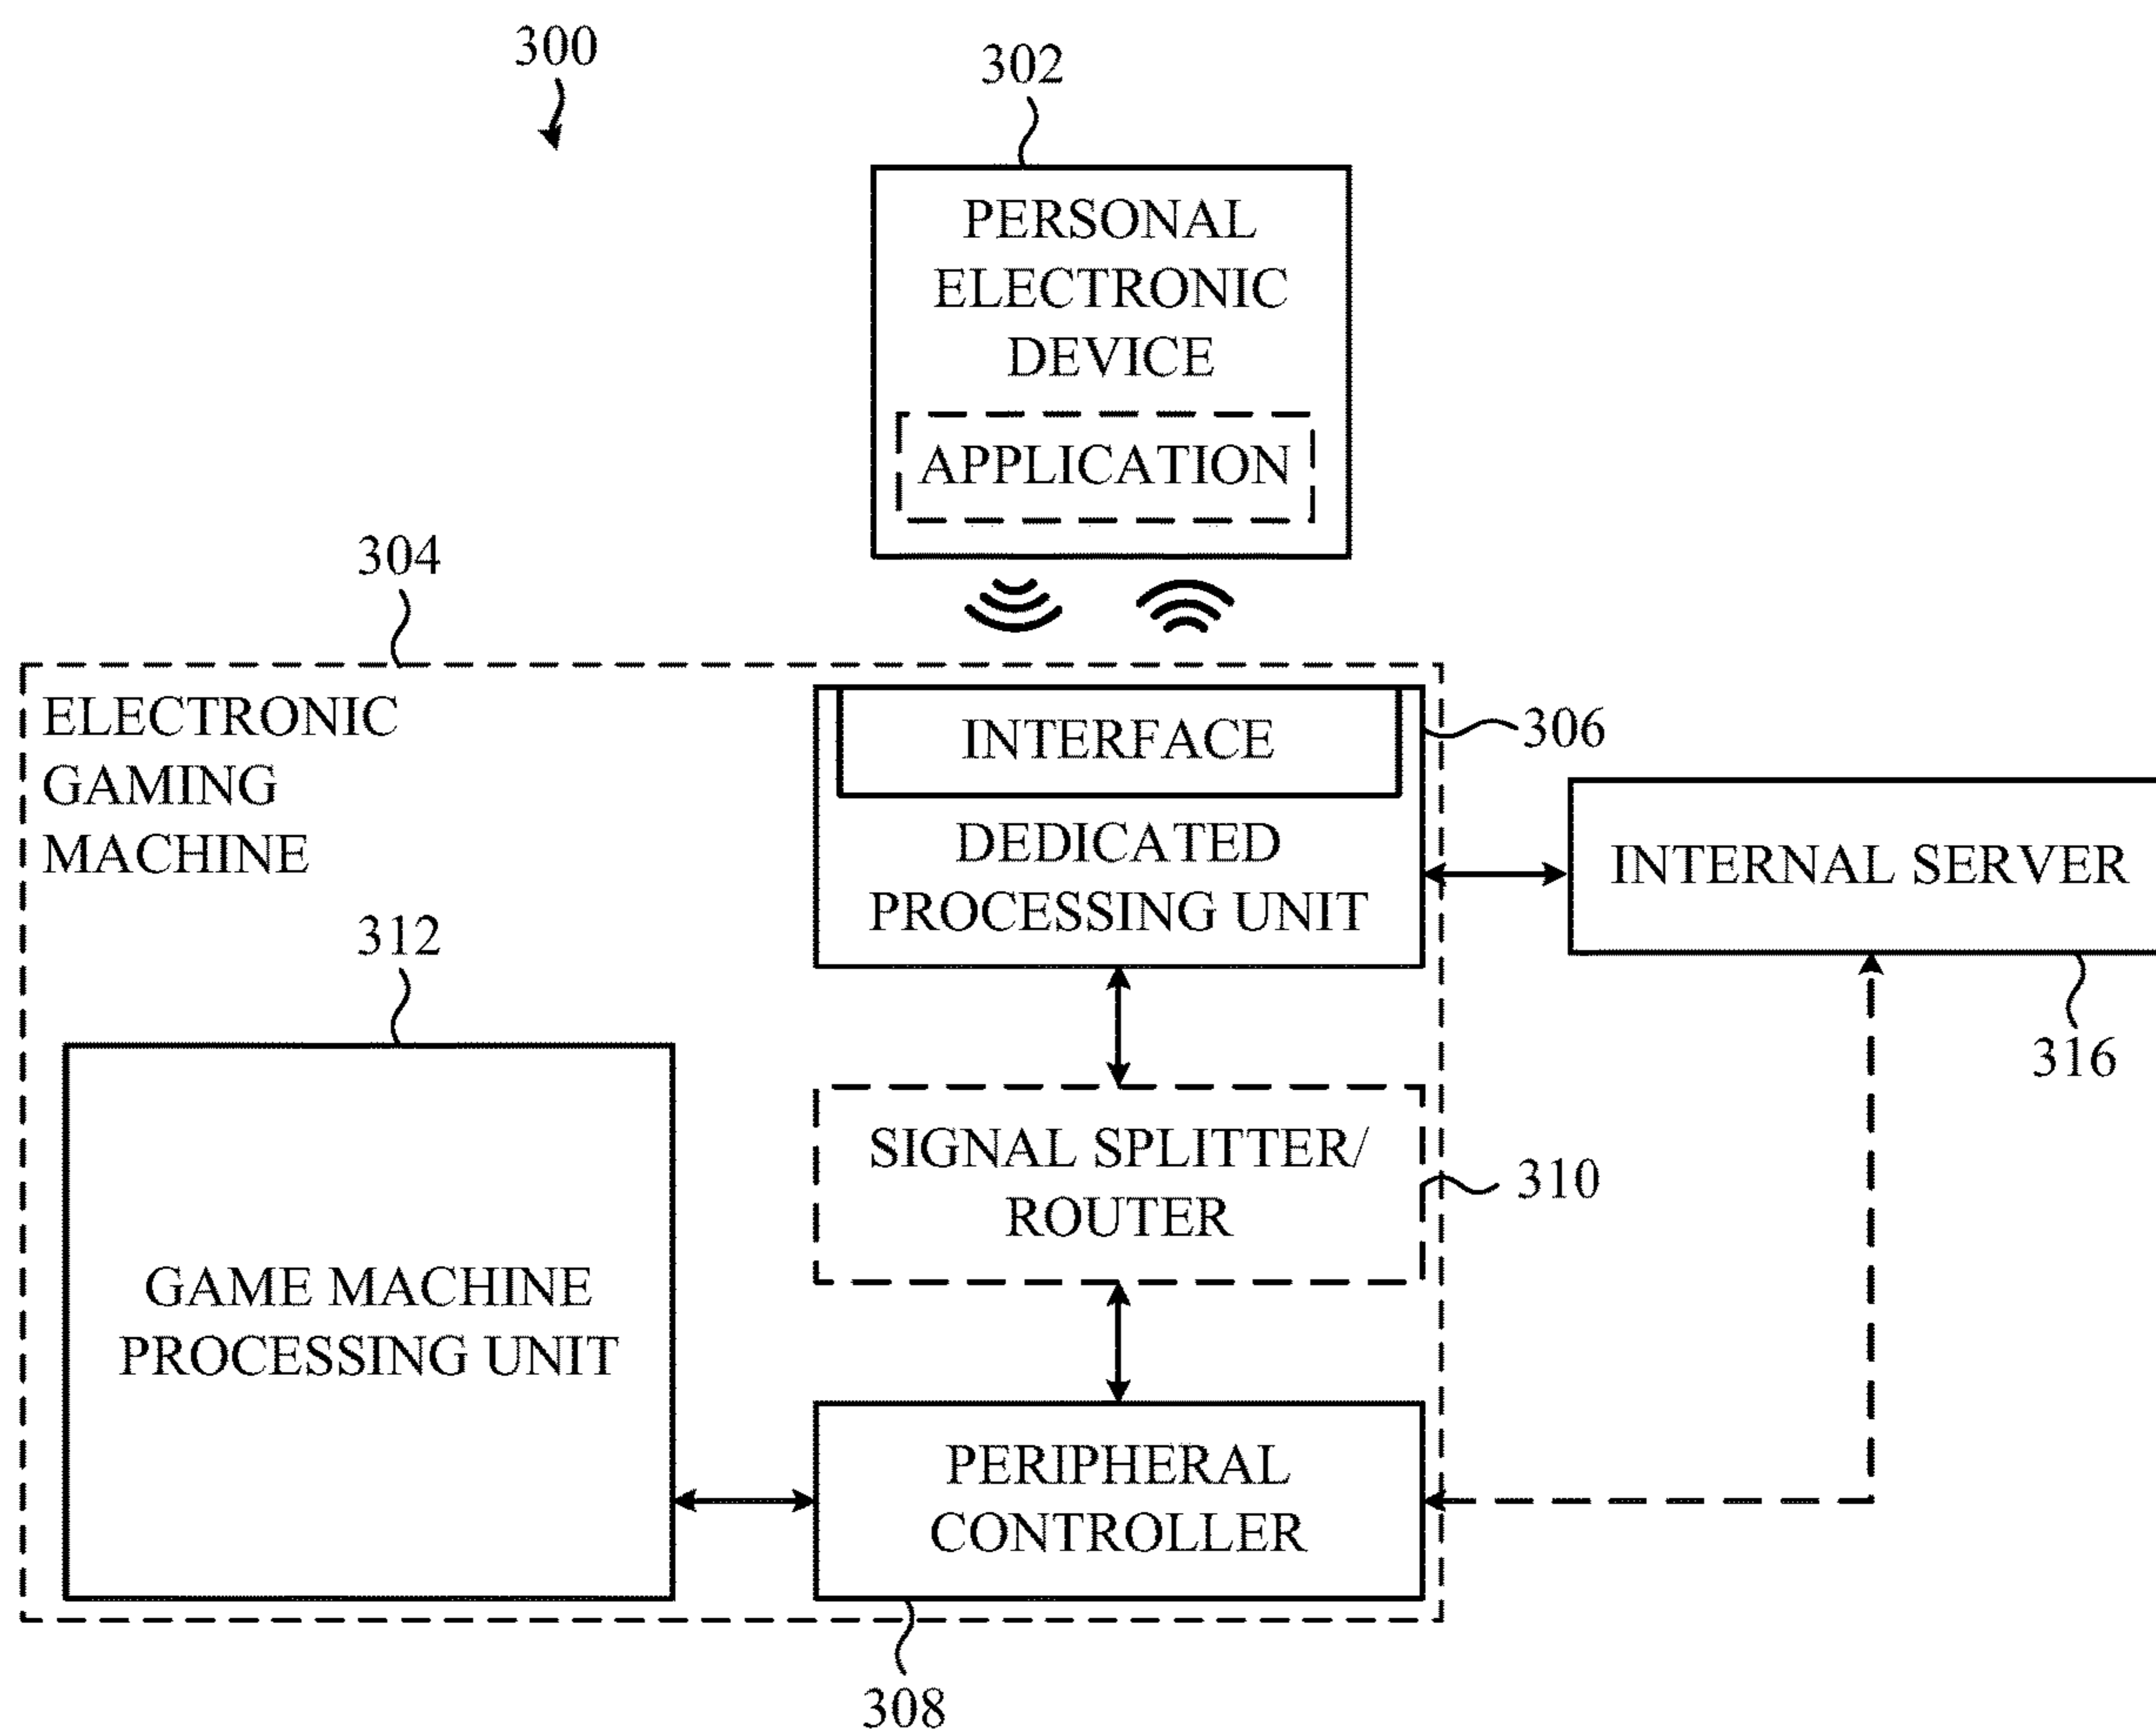 300
302
PERSONAL
ELECTRONIC
DEVICE
APPLICATION
304
ELECTRONIC
GAMING
MACHINE
INTERFACE
306
DEDICATED
PROCESSING UNIT
INTERNAL SERVER
316
312
SIGNAL SPLITTER/
ROUTER
310
GAME MACHINE
PROCESSING UNIT
PERIPHERAL
CONTROLLER
308